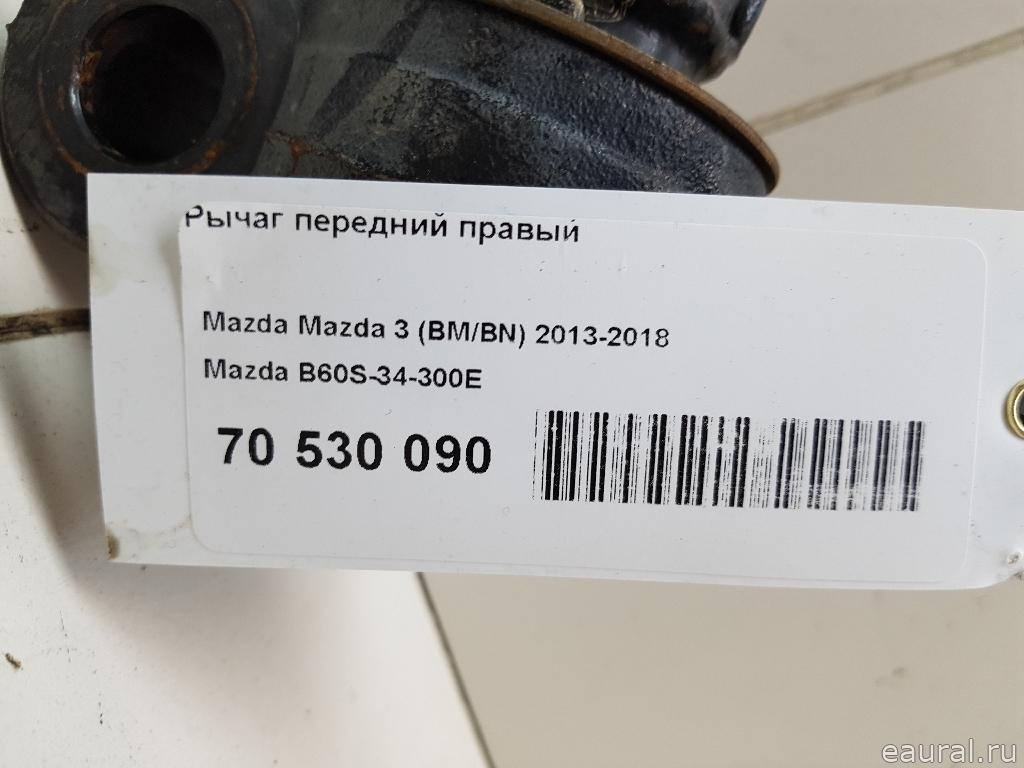 Рычаг передний правый
Mazda Mazda 3 (BM/BN) 2013-2018
Mazda B60S-34-300E
70 530 090
eaural.ru